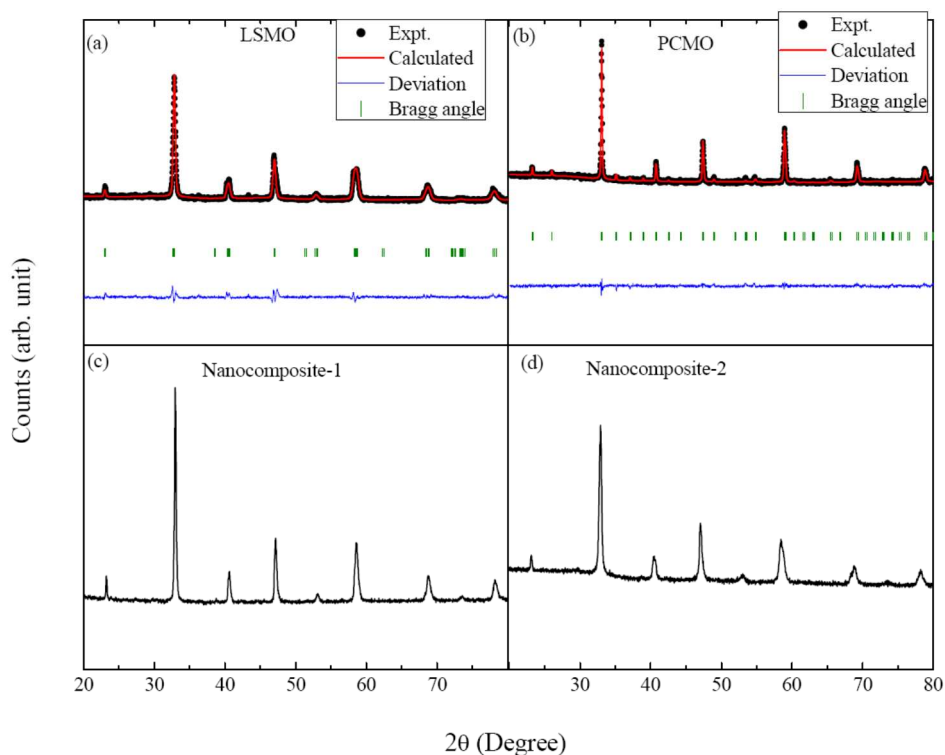 (a)
LSMO
Expt.
Calculated
Deviation
Bragg angle
(b)
PCMO
Expt.
Calculated
Deviation
Bragg angle
(c)
Nanocomposite-1
(d)
Nanocomposite-2
Counts (arb. unit)
20 30 40 50 60 70
30 40 50 60 70 80
2θ (Degree)